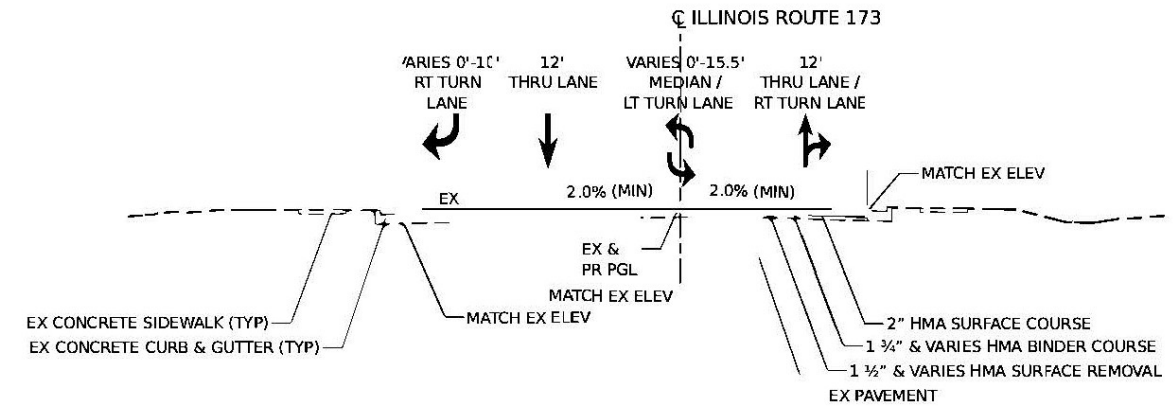 ℄ ILLINOIS ROUTE 173
VARIES 0'-10'
RT TURN
LANE
12'
THRU LANE
VARIES 0'-15.5'
MEDIAN /
LT TURN LANE
12'
THRU LANE /
RT TURN LANE
MATCH EX ELEV
EX
2.0% (MIN)
2.0% (MIN)
EX &
PR PGL
MATCH EX ELEV
MATCH EX ELEV
EX CONCRETE SIDEWALK (TYP)
EX CONCRETE CURB & GUTTER (TYP)
2" HMA SURFACE COURSE
1 ¾" & VARIES HMA BINDER COURSE
1 ½" & VARIES HMA SURFACE REMOVAL
EX PAVEMENT